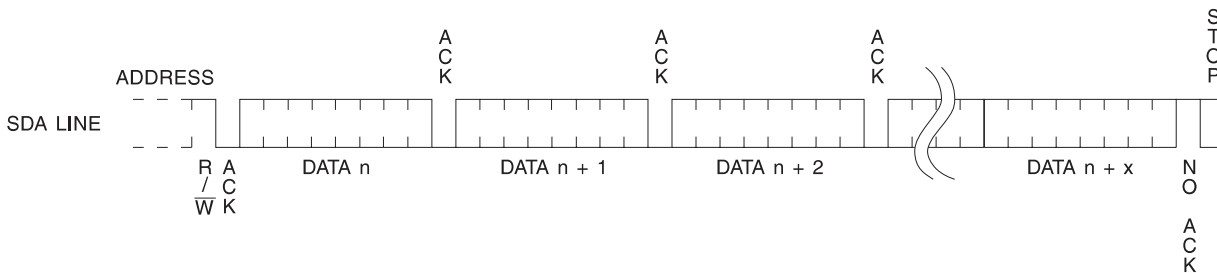 S
T
O
P
A
C
K
A
C
K
A
C
K
ADDRESS
SDA LINE
R
/
W
A
C
K
DATA n
DATA n + 1
DATA n + 2
DATA n + x
N
O
A
C
K